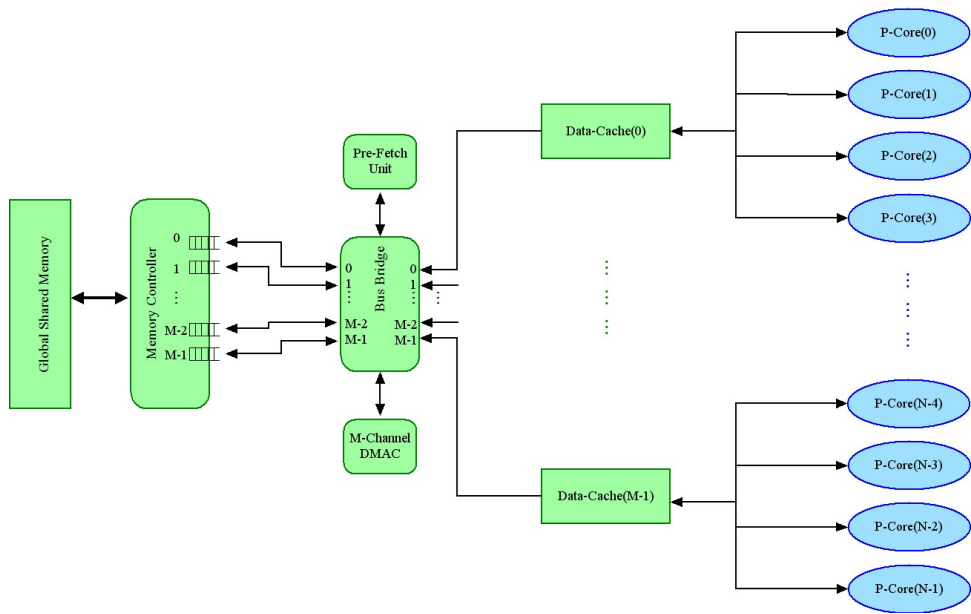 Global Shared Memory
Memory Controller
0
1
...
M-2
M-1
Pre-Fetch
Unit
Bus Bridge
0
1
...
M-2
M-1
0
1
...
M-2
M-1
...
M-Channel
DMAC
Data-Cache(0)
... ...
Data-Cache(M-1)
P-Core(0)
P-Core(1)
P-Core(2)
P-Core(3)
... ...
P-Core(N-4)
P-Core(N-3)
P-Core(N-2)
P-Core(N-1)